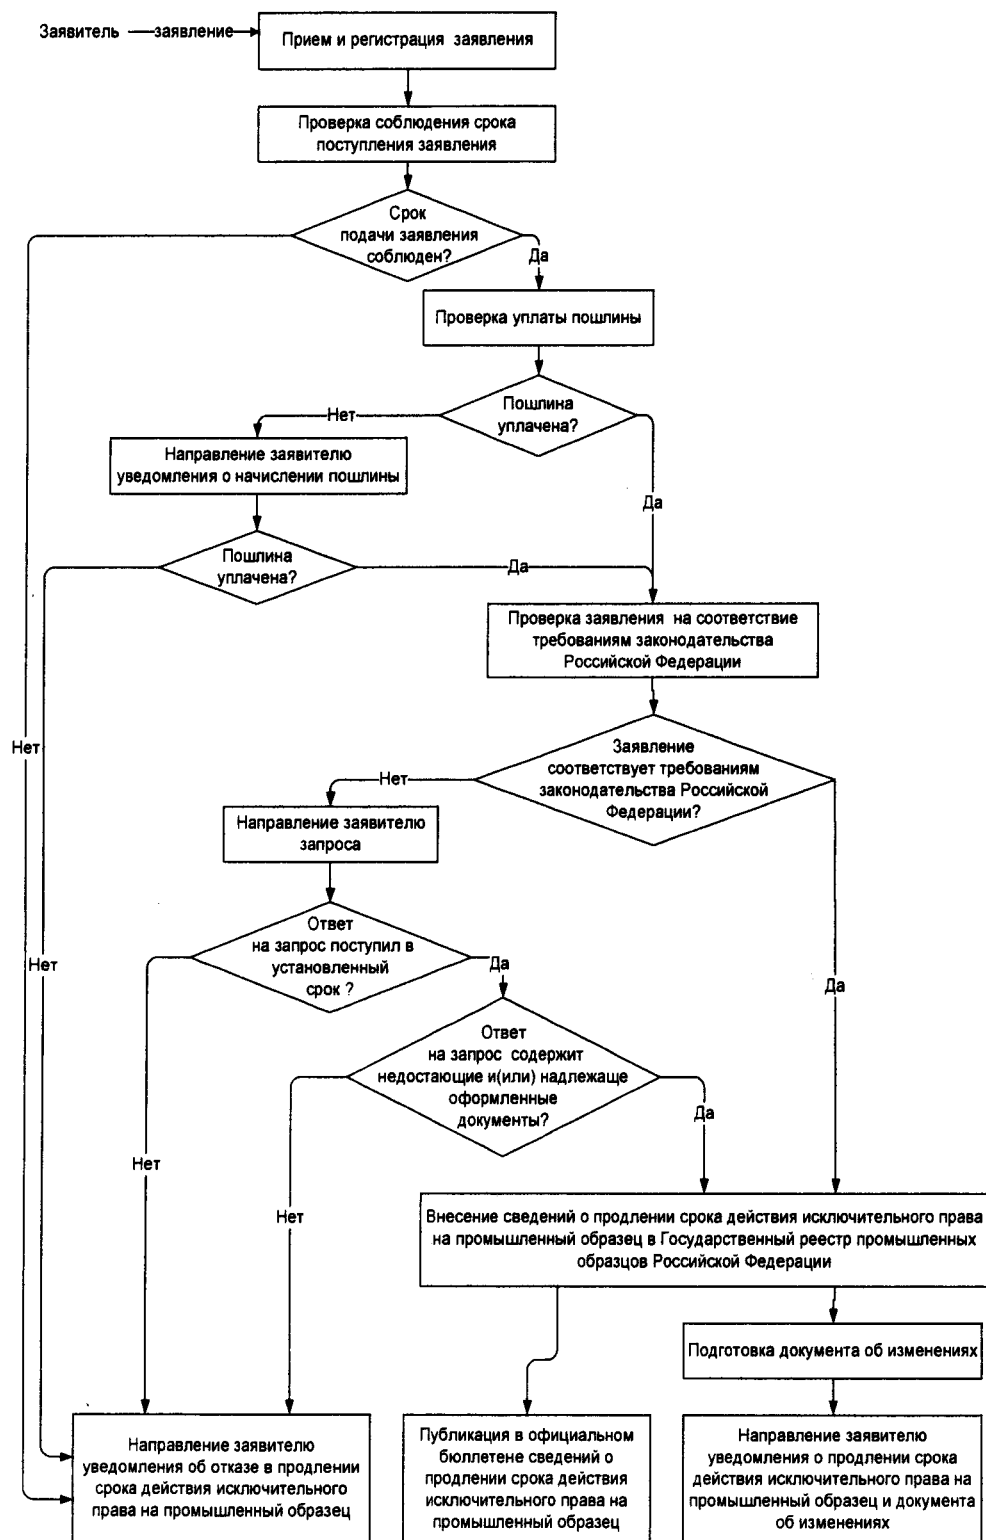 Заявитель —заявление→
Прием и регистрация заявления
Проверка соблюдения срока
поступления заявления
Срок
подачи заявления
соблюден?
Да
Проверка уплаты пошлины
Нет
Пошлина
уплачена?
Направление заявителю
уведомления о начислении пошлины
Да
Пошлина
уплачена?
Да
Проверка заявления на соответствие
требованиям законодательства
Российской Федерации
Нет
Заявление
соответствует требованиям
законодательства Российской
Федерации?
Нет
Направление заявителю
запроса
Ответ
на запрос поступил в
установленный
срок ?
Нет
Да
Да
Ответ
на запрос содержит
недостающие и(или) надлежаще
оформленные
документы?
Да
Нет
Нет
Внесение сведений о продлении срока действия исключительного права
на промышленный образец в Государственный реестр промышленных
образцов Российской Федерации
Подготовка документа об изменениях
Направление заявителю
уведомления об отказе в продлении
срока действия исключительного
права на промышленный образец
Публикация в официальном
бюллетене сведений о
продлении срока действия
исключительного права на
промышленный образец
Направление заявителю
уведомления о продлении срока
действия исключительного права на
промышленный образец и документа
об изменениях